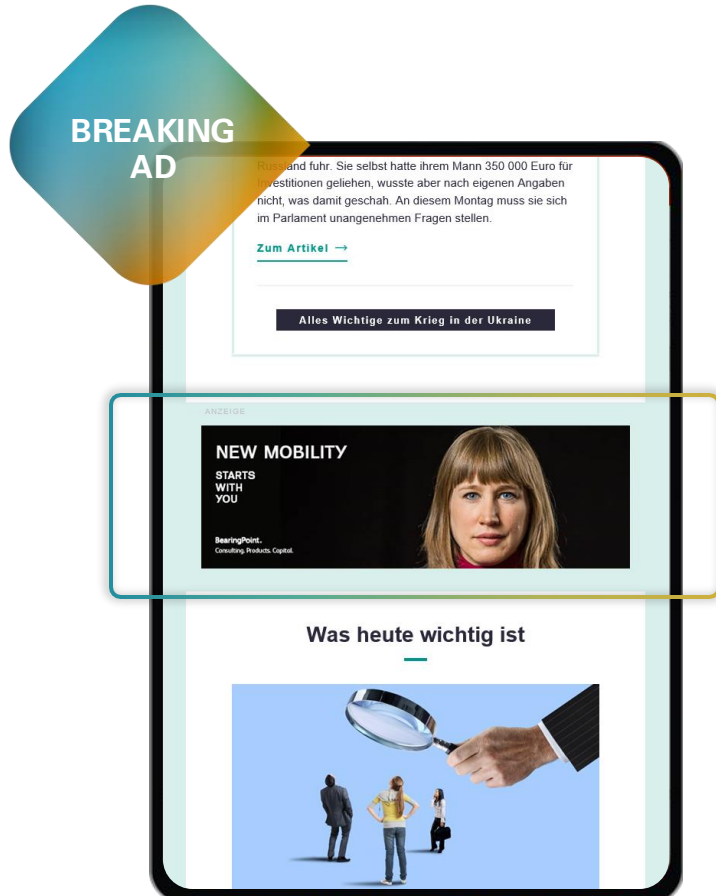 BREAKING
AD
Russland fuhr. Sie selbst hatte ihrem Mann 350 000 Euro für
Investitionen geliehen, wusste aber nach eigenen Angaben
nicht, was damit geschah. An diesem Montag muss sie sich
im Parlament unangenehmen Fragen stellen.
Zum Artikel →
Alles Wichtige zum Krieg in der Ukraine
ANZEIGE
NEW MOBILITY
STARTS
WITH
YOU
BearingPoint.
Consulting. Products. Capital.
Was heute wichtig ist